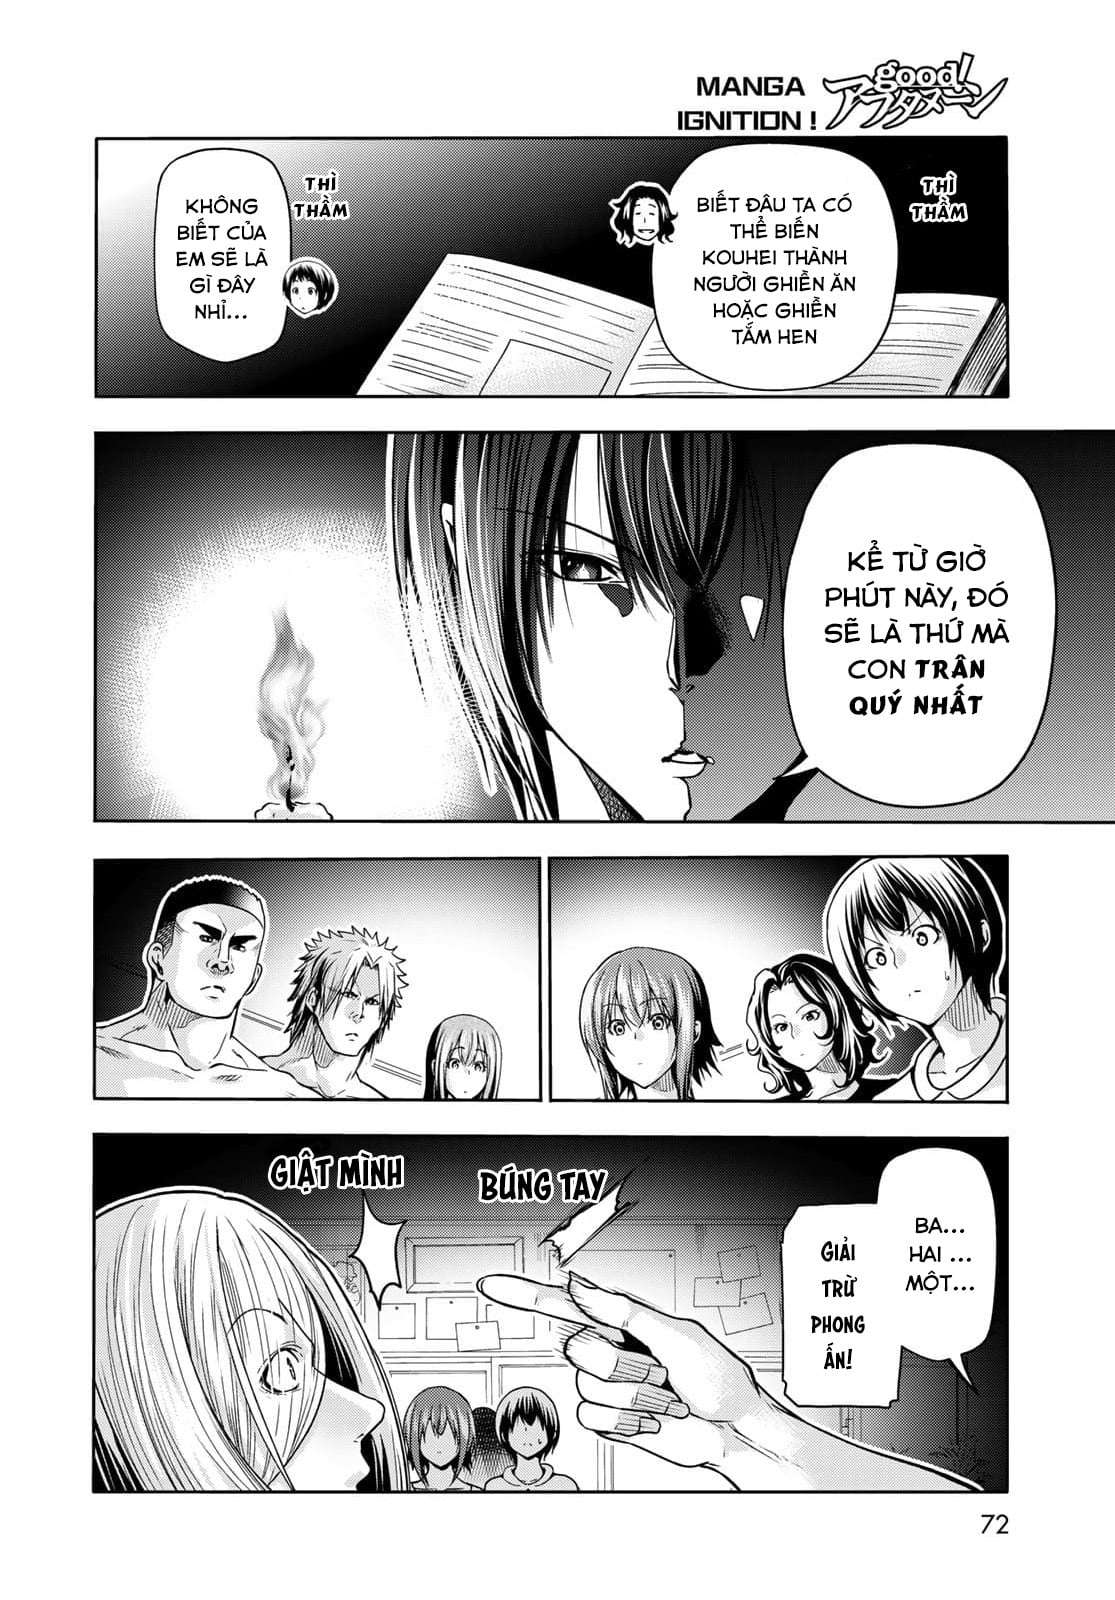 MANGA
IGNITION !
good!
アフタヌーン
THÌ
THẦM
BIẾT ĐÂU TA CÓ
THỂ BIẾN
KOUHEI THÀNH
NGƯỜI GHIỀN ĂN
HOẶC GHIỀN
TẮM HEN
THÌ
THẦM
KHÔNG
BIẾT CỦA
EM SẼ LÀ
GÌ ĐÂY
NHỈ...
KỂ TỪ GIỜ
PHÚT NÀY, ĐÓ
SẼ LÀ THỨ MÀ
CON TRÂN
QUÝ NHẤT
BA...
HAI ...
MỘT...
GIẢI
TRỪ
PHONG
ẤN!
BÚNG TAY
GIẬT MÌNH
72